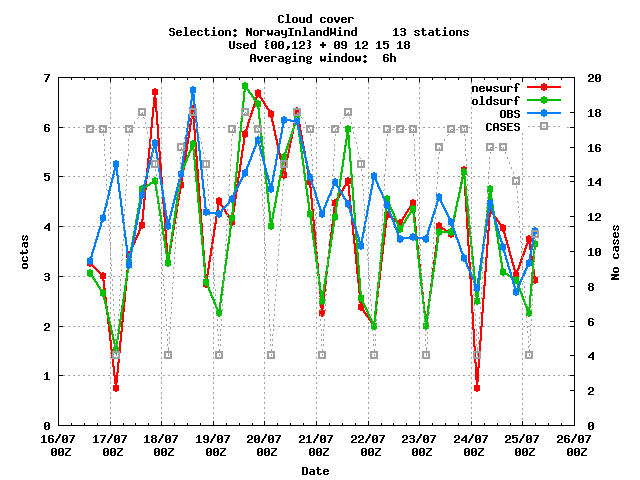 Cloud cover
Selection: NorwayInlandWind     13 stations
Used {00,12} + 09 12 15 18
Averaging window:  6h
7
6
5
4
3
2
1
0
octas
20
18
16
14
12
10
8
6
4
2
0
No cases
newsurf
oldsurf
OBS
CASES
16/07 17/07 18/07 19/07 20/07 21/07 22/07 23/07 24/07 25/07 26/07
00Z 00Z 00Z 00Z 00Z 00Z 00Z 00Z 00Z 00Z 00Z
Date